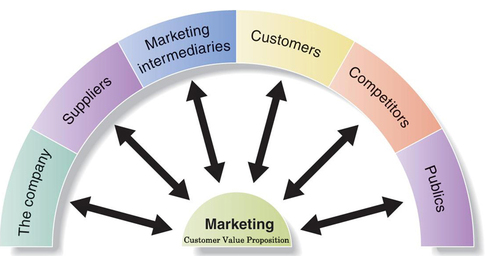 The company
Suppliers
Marketing
intermediaries
Customers
Competitors
Publics
Marketing
Customer Value Proposition